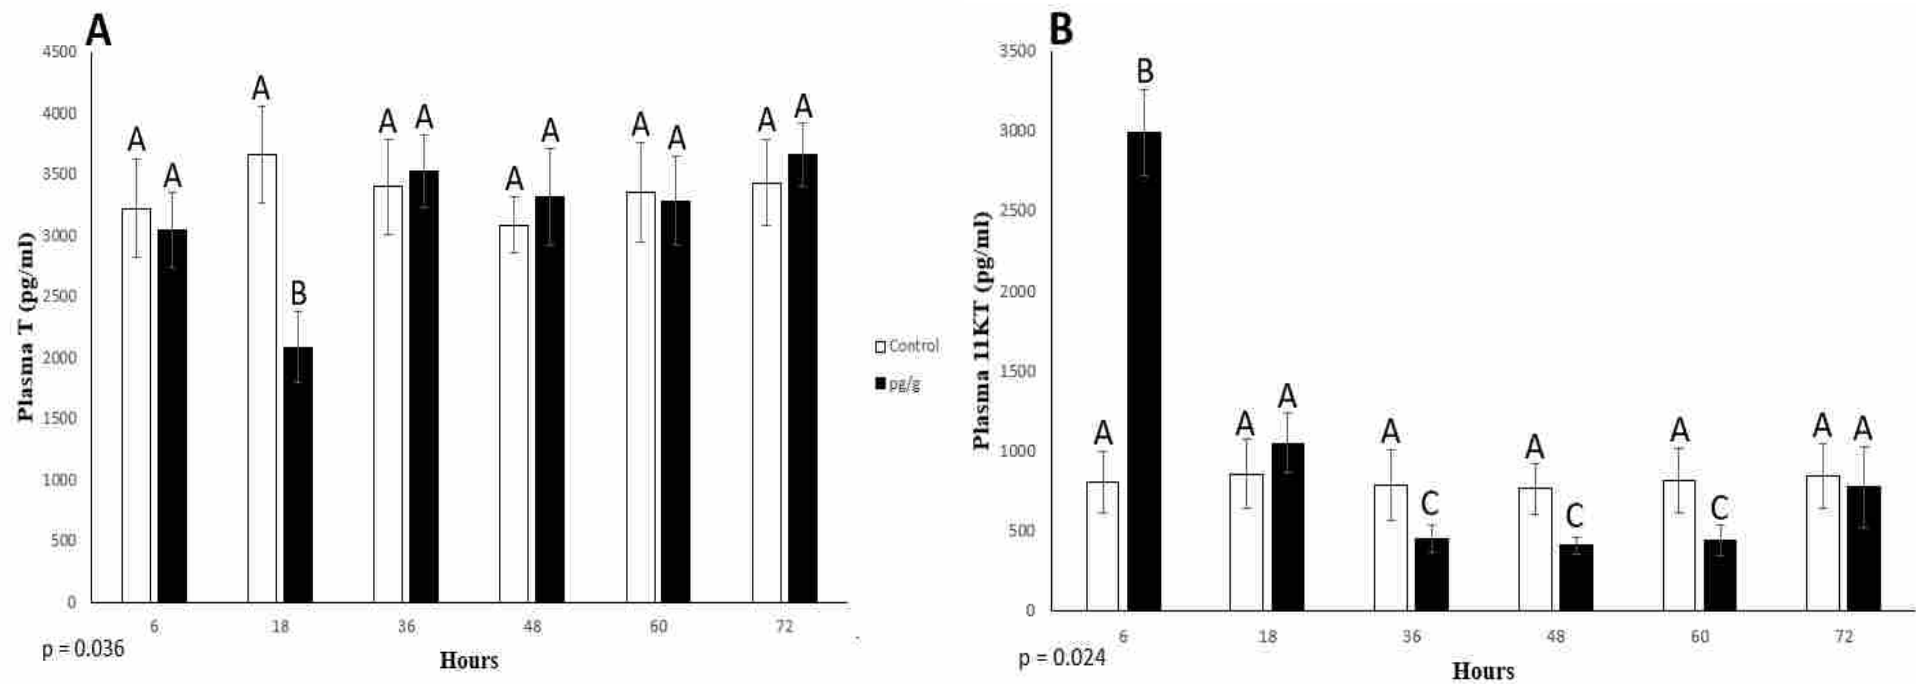 A
4500
4000
3500
3000
2500
2000
1500
1000
500
0
Plasma T (pg/ml)
A A
A B
A A
A A
A A
A A
6 18 36 48 60 72
p = 0.036
Hours
Control
pg/g
B
3500
3000
2500
2000
1500
1000
500
0
Plasma 11KT (pg/ml)
A B
A A
A C
A C
A C
A A
6 18 36 48 60 72
p = 0.024
Hours